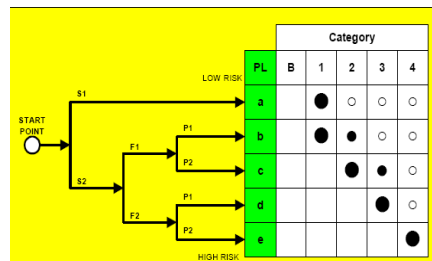 Category
LOW RISK
PL B 1 2 3 4
S1
a
START
POINT
P1
b
F1
P2
c
S2
P1
d
F2
P2
e
HIGH RISK